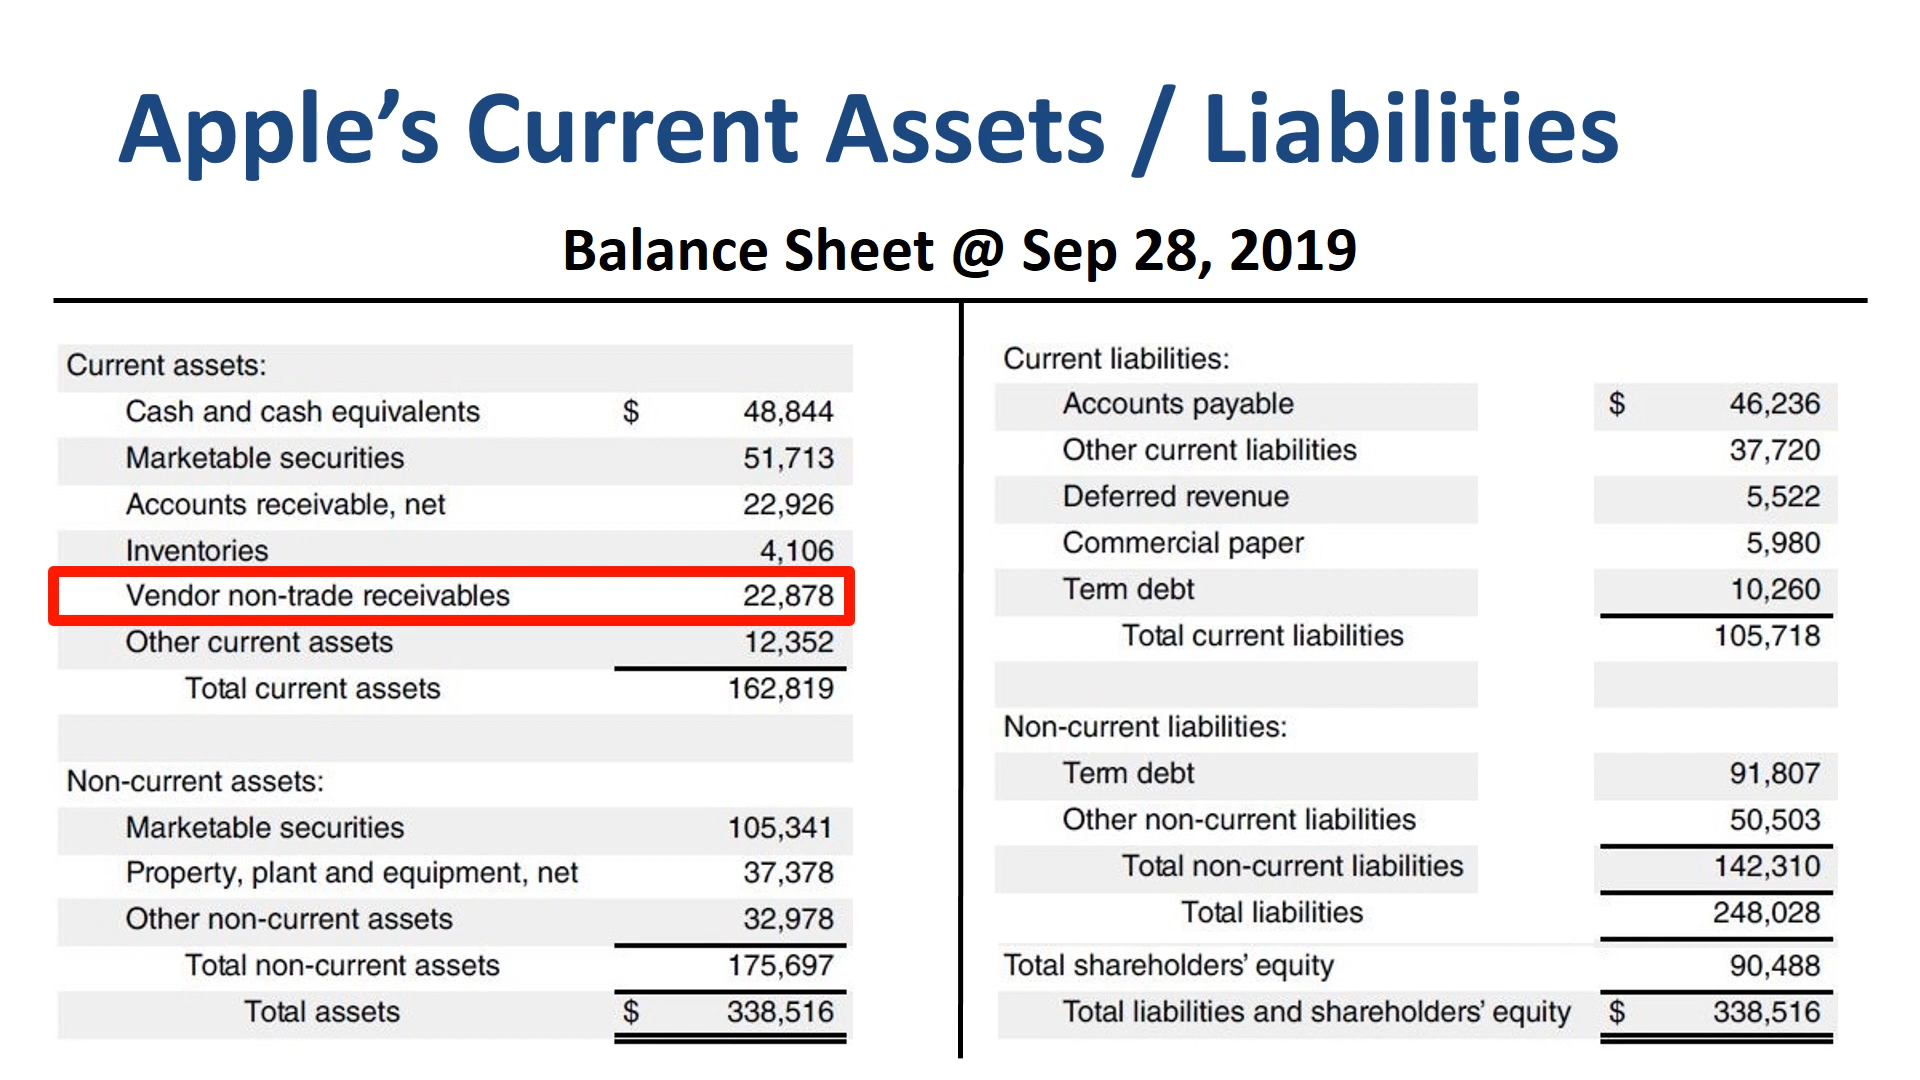 Apple’s Current Assets / Liabilities
Balance Sheet @ Sep 28, 2019
Current assets:
Cash and cash equivalents $ 48,844
Marketable securities 51,713
Accounts receivable, net 22,926
Inventories 4,106
Vendor non-trade receivables 22,878
Other current assets 12,352
Total current assets 162,819
Non-current assets:
Marketable securities 105,341
Property, plant and equipment, net 37,378
Other non-current assets 32,978
Total non-current assets 175,697
Total assets $ 338,516
Current liabilities:
Accounts payable $ 46,236
Other current liabilities 37,720
Deferred revenue 5,522
Commercial paper 5,980
Term debt 10,260
Total current liabilities 105,718
Non-current liabilities:
Term debt 91,807
Other non-current liabilities 50,503
Total non-current liabilities 142,310
Total liabilities 248,028
Total shareholders’ equity 90,488
Total liabilities and shareholders’ equity $ 338,516